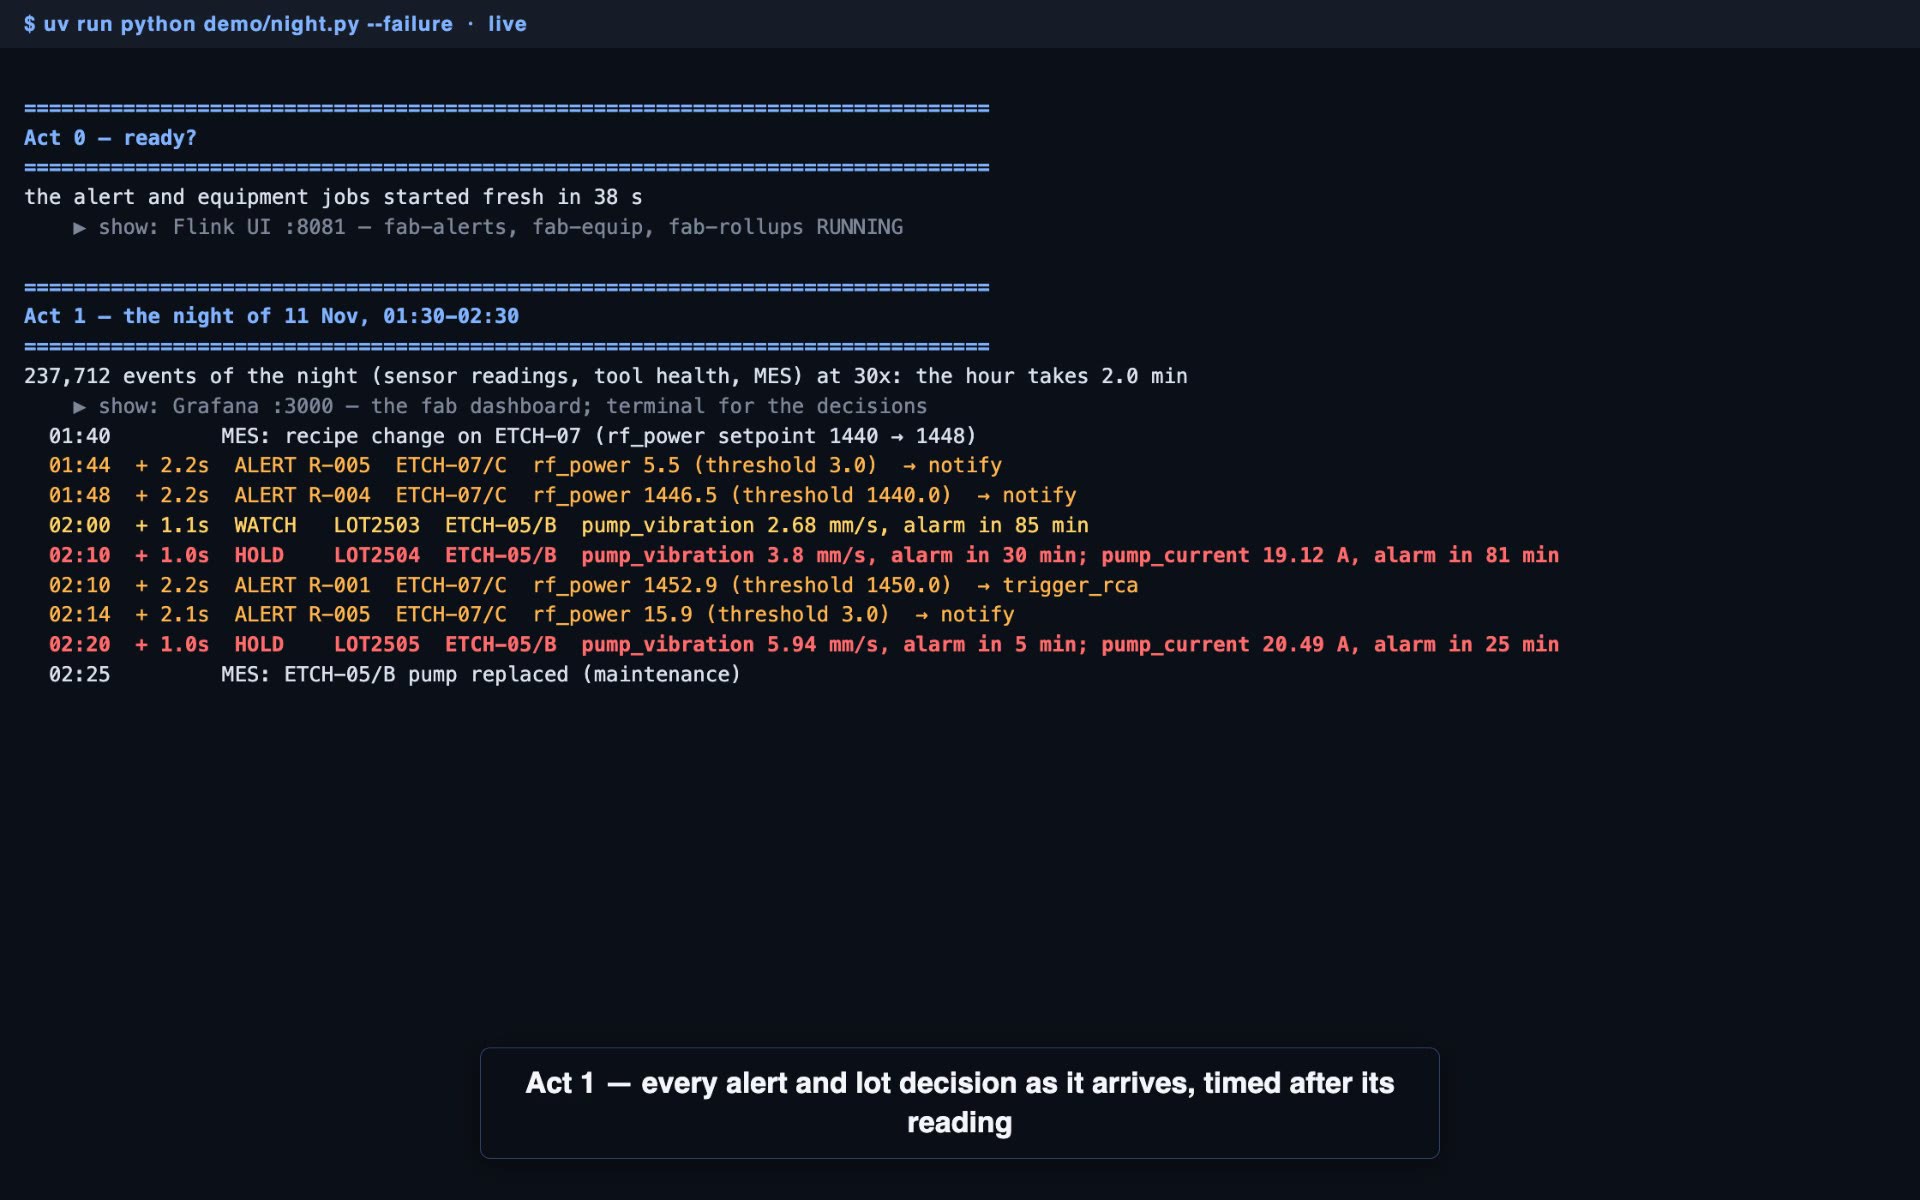 $ uv run python demo/night.py --failure · live
==============================================================================
Act 0 — ready?
==============================================================================
the alert and equipment jobs started fresh in 38 s
    ▶ show: Flink UI :8081 — fab-alerts, fab-equip, fab-rollups RUNNING
==============================================================================
Act 1 — the night of 11 Nov, 01:30–02:30
==============================================================================
237,712 events of the night (sensor readings, tool health, MES) at 30x: the hour takes 2.0 min
    ▶ show: Grafana :3000 — the fab dashboard; terminal for the decisions
  01:40         MES: recipe change on ETCH-07 (rf_power setpoint 1440 → 1448)
  01:44  + 2.2s  ALERT R-005  ETCH-07/C  rf_power 5.5 (threshold 3.0)  → notify
  01:48  + 2.2s  ALERT R-004  ETCH-07/C  rf_power 1446.5 (threshold 1440.0)  → notify
  02:00  + 1.1s  WATCH   LOT2503  ETCH-05/B  pump_vibration 2.68 mm/s, alarm in 85 min
  02:10  + 1.0s  HOLD    LOT2504  ETCH-05/B  pump_vibration 3.8 mm/s, alarm in 30 min; pump_current 19.12 A, alarm in 81 min
  02:10  + 2.2s  ALERT R-001  ETCH-07/C  rf_power 1452.9 (threshold 1450.0)  → trigger_rca
  02:14  + 2.1s  ALERT R-005  ETCH-07/C  rf_power 15.9 (threshold 3.0)  → notify
  02:20  + 1.0s  HOLD    LOT2505  ETCH-05/B  pump_vibration 5.94 mm/s, alarm in 5 min; pump_current 20.49 A, alarm in 25 min
  02:25         MES: ETCH-05/B pump replaced (maintenance)
Act 1 — every alert and lot decision as it arrives, timed after its
reading